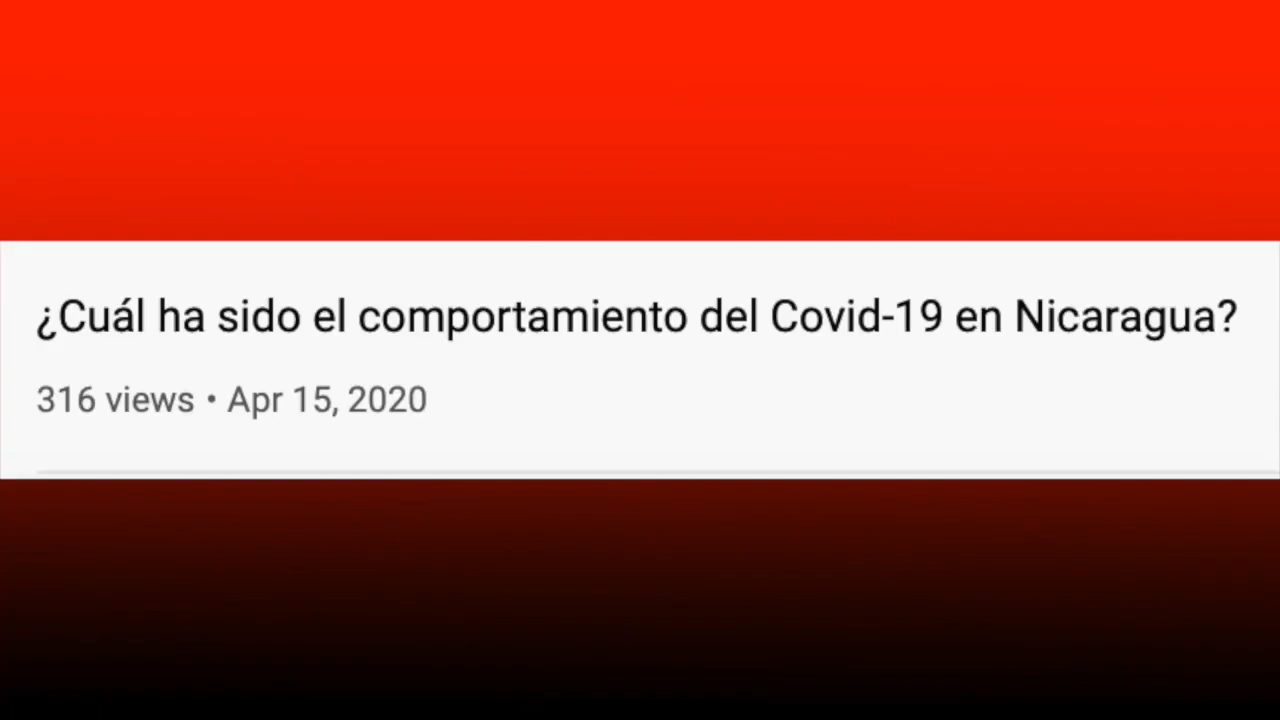 ¿Cuál ha sido el comportamiento del Covid-19 en Nicaragua?
316 views • Apr 15, 2020